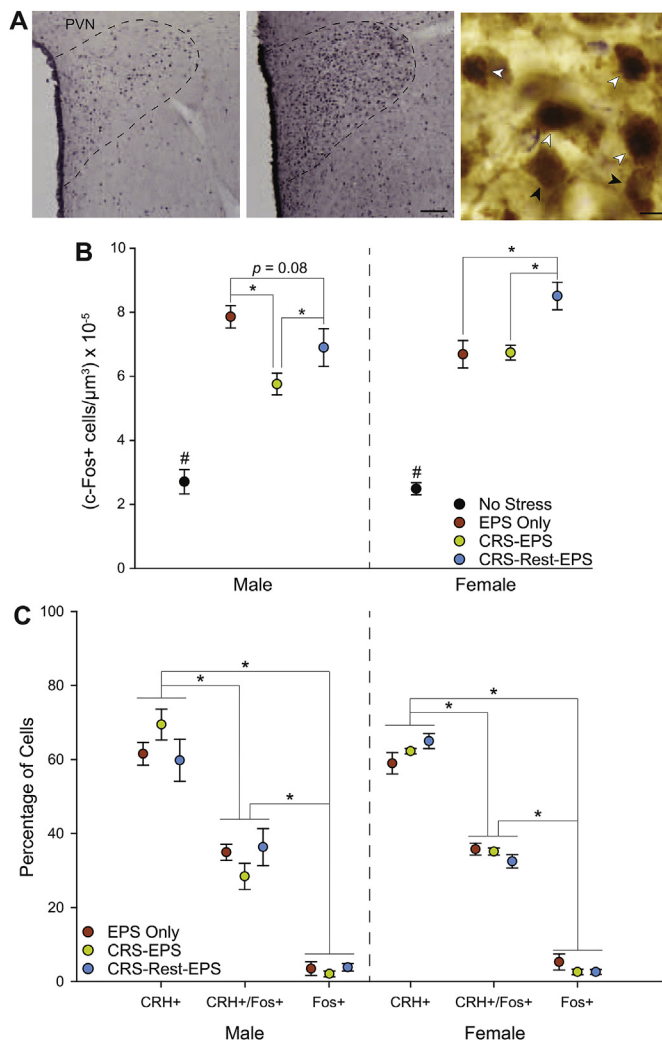 A
PVN
B
(c-Fos+ cells/μm³) x 10⁻⁵
10
8
6
4
2
0
p = 0.08
*
*
*
*
*
#
#
No Stress
EPS Only
CRS-EPS
CRS-Rest-EPS
Male
Female
C
Percentage of Cells
100
80
60
40
20
0
*
*
*
*
*
*
EPS Only
CRS-EPS
CRS-Rest-EPS
CRH+ CRH+/Fos+ Fos+ CRH+ CRH+/Fos+ Fos+
Male Female